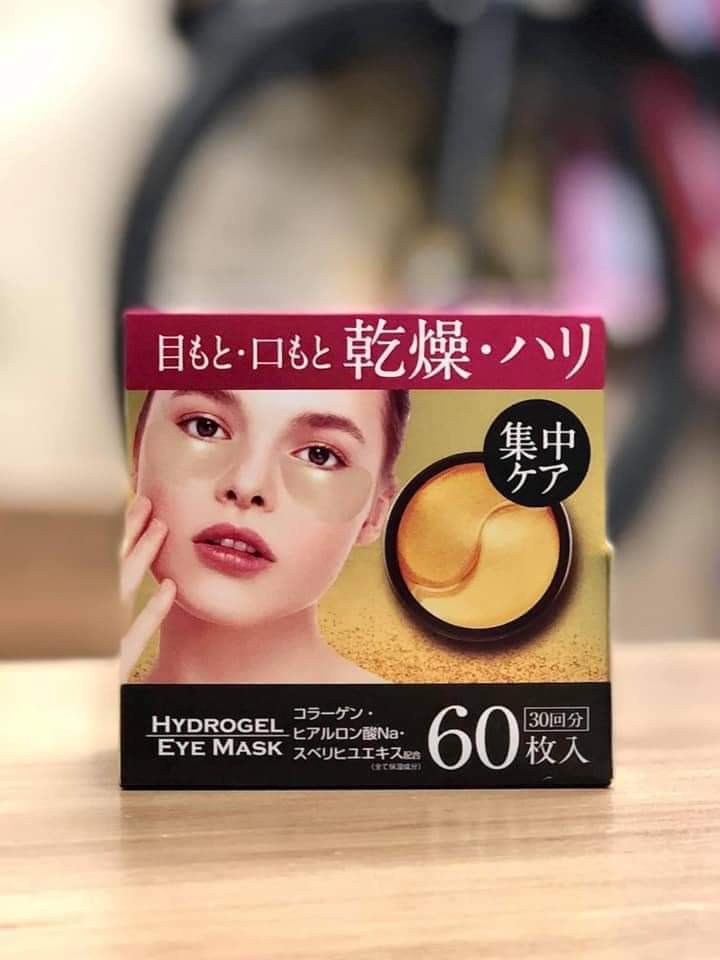 目もと・口もと 乾燥・ハリ
集中
ケア
HYDROGEL
EYE MASK
コラーゲン・
ヒアルロン酸Na・
スベリヒユエキス配合
(全て保湿成分)
60枚入
30回分